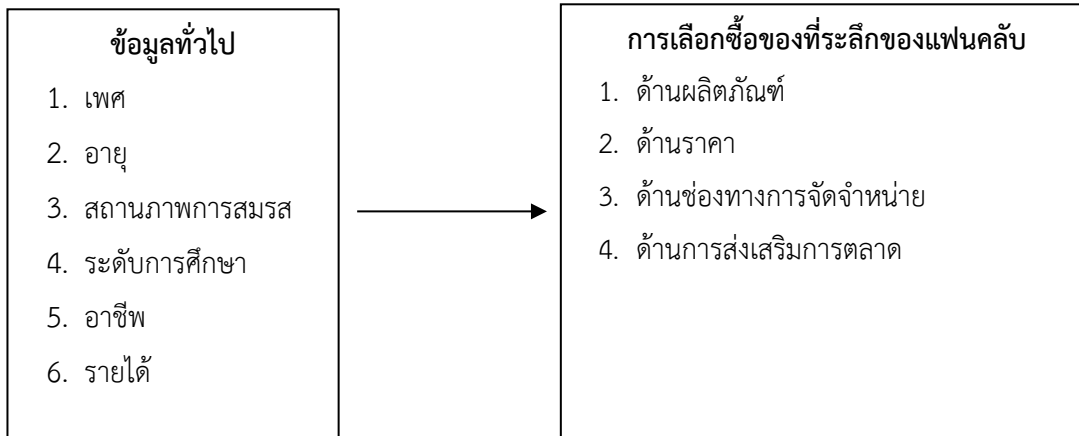 ข้อมูลทั่วไป
1. เพศ
2. อายุ
3. สถานภาพการสมรส
4. ระดับการศึกษา
5. อาชีพ
6. รายได้
การเลือกซื้อของที่ระลึกของแฟนคลับ
1. ด้านผลิตภัณฑ์
2. ด้านราคา
3. ด้านช่องทางการจัดจำหน่าย
4. ด้านการส่งเสริมการตลาด